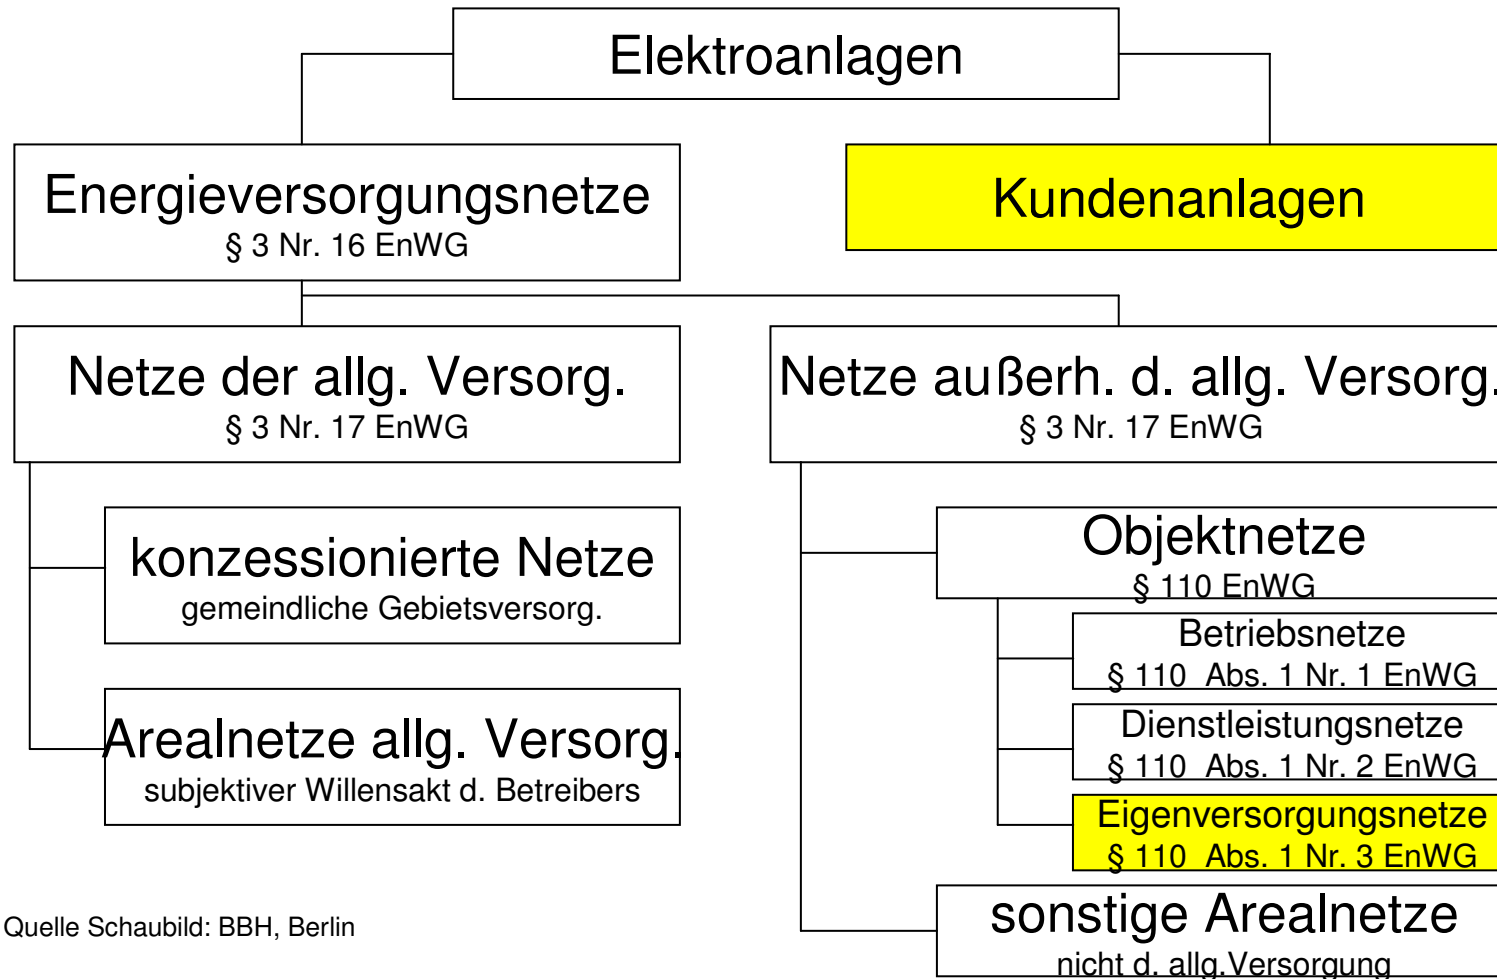 Elektroanlagen
Energieversorgungsnetze
§ 3 Nr. 16 EnWG
Kundenanlagen
Netze der allg. Versorg.
§ 3 Nr. 17 EnWG
Netze außerh. d. allg. Versorg.
§ 3 Nr. 17 EnWG
konzessionierte Netze
gemeindliche Gebietsversorg.
Arealnetze allg. Versorg.
subjektiver Willensakt d. Betreibers
Objektnetze
§ 110 EnWG
Betriebsnetze
§ 110 Abs. 1 Nr. 1 EnWG
Dienstleistungsnetze
§ 110 Abs. 1 Nr. 2 EnWG
Eigenversorgungsnetze
§ 110 Abs. 1 Nr. 3 EnWG
sonstige Arealnetze
nicht d. allg.Versorgung
Quelle Schaubild: BBH, Berlin